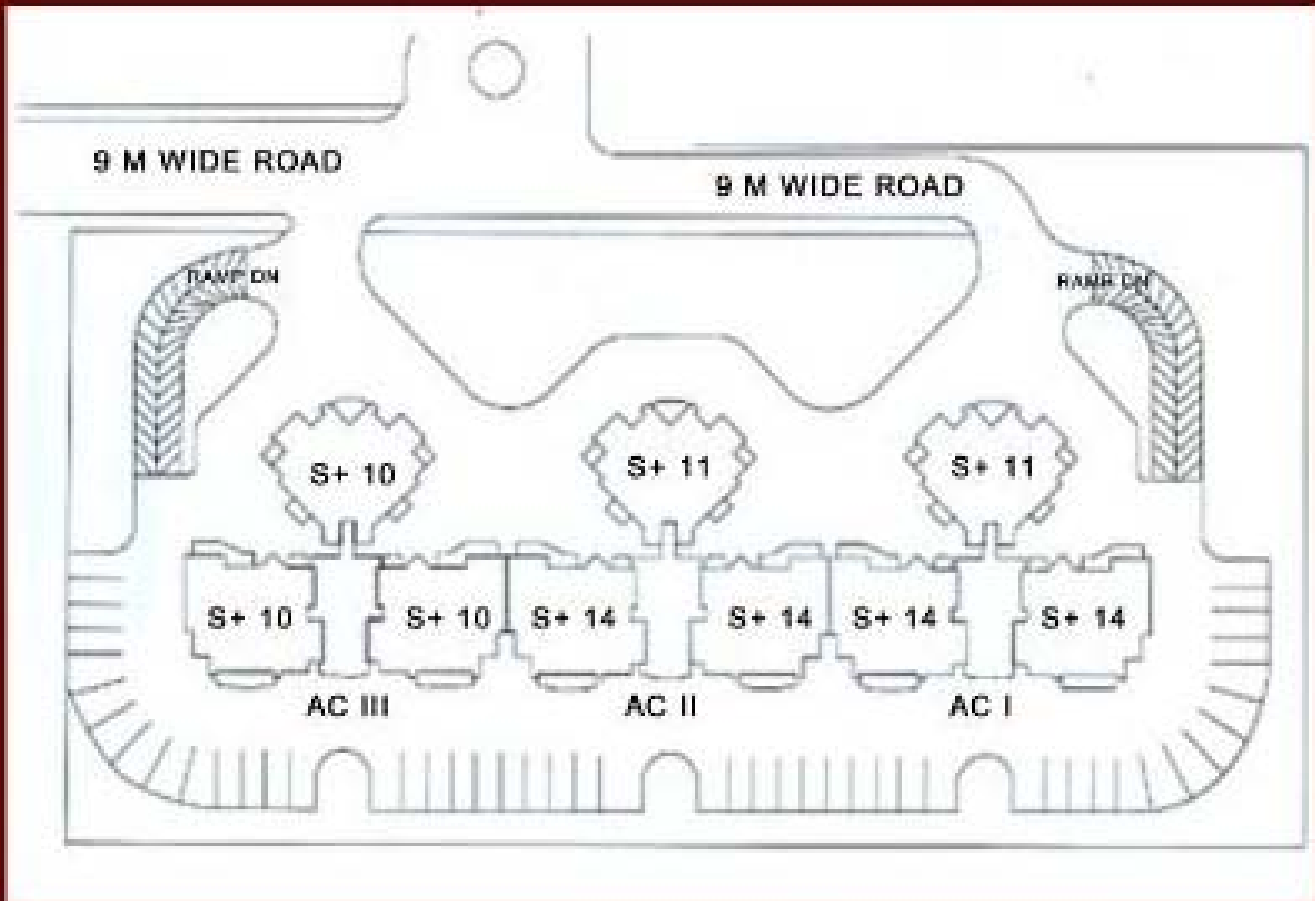 9 M WIDE ROAD
9 M WIDE ROAD
RAMP DN
RAMP DN
S+ 10
S+ 11
S+ 11
S+ 10
S+ 10
S+ 14
S+ 14
S+ 14
S+ 14
AC III
AC II
AC I